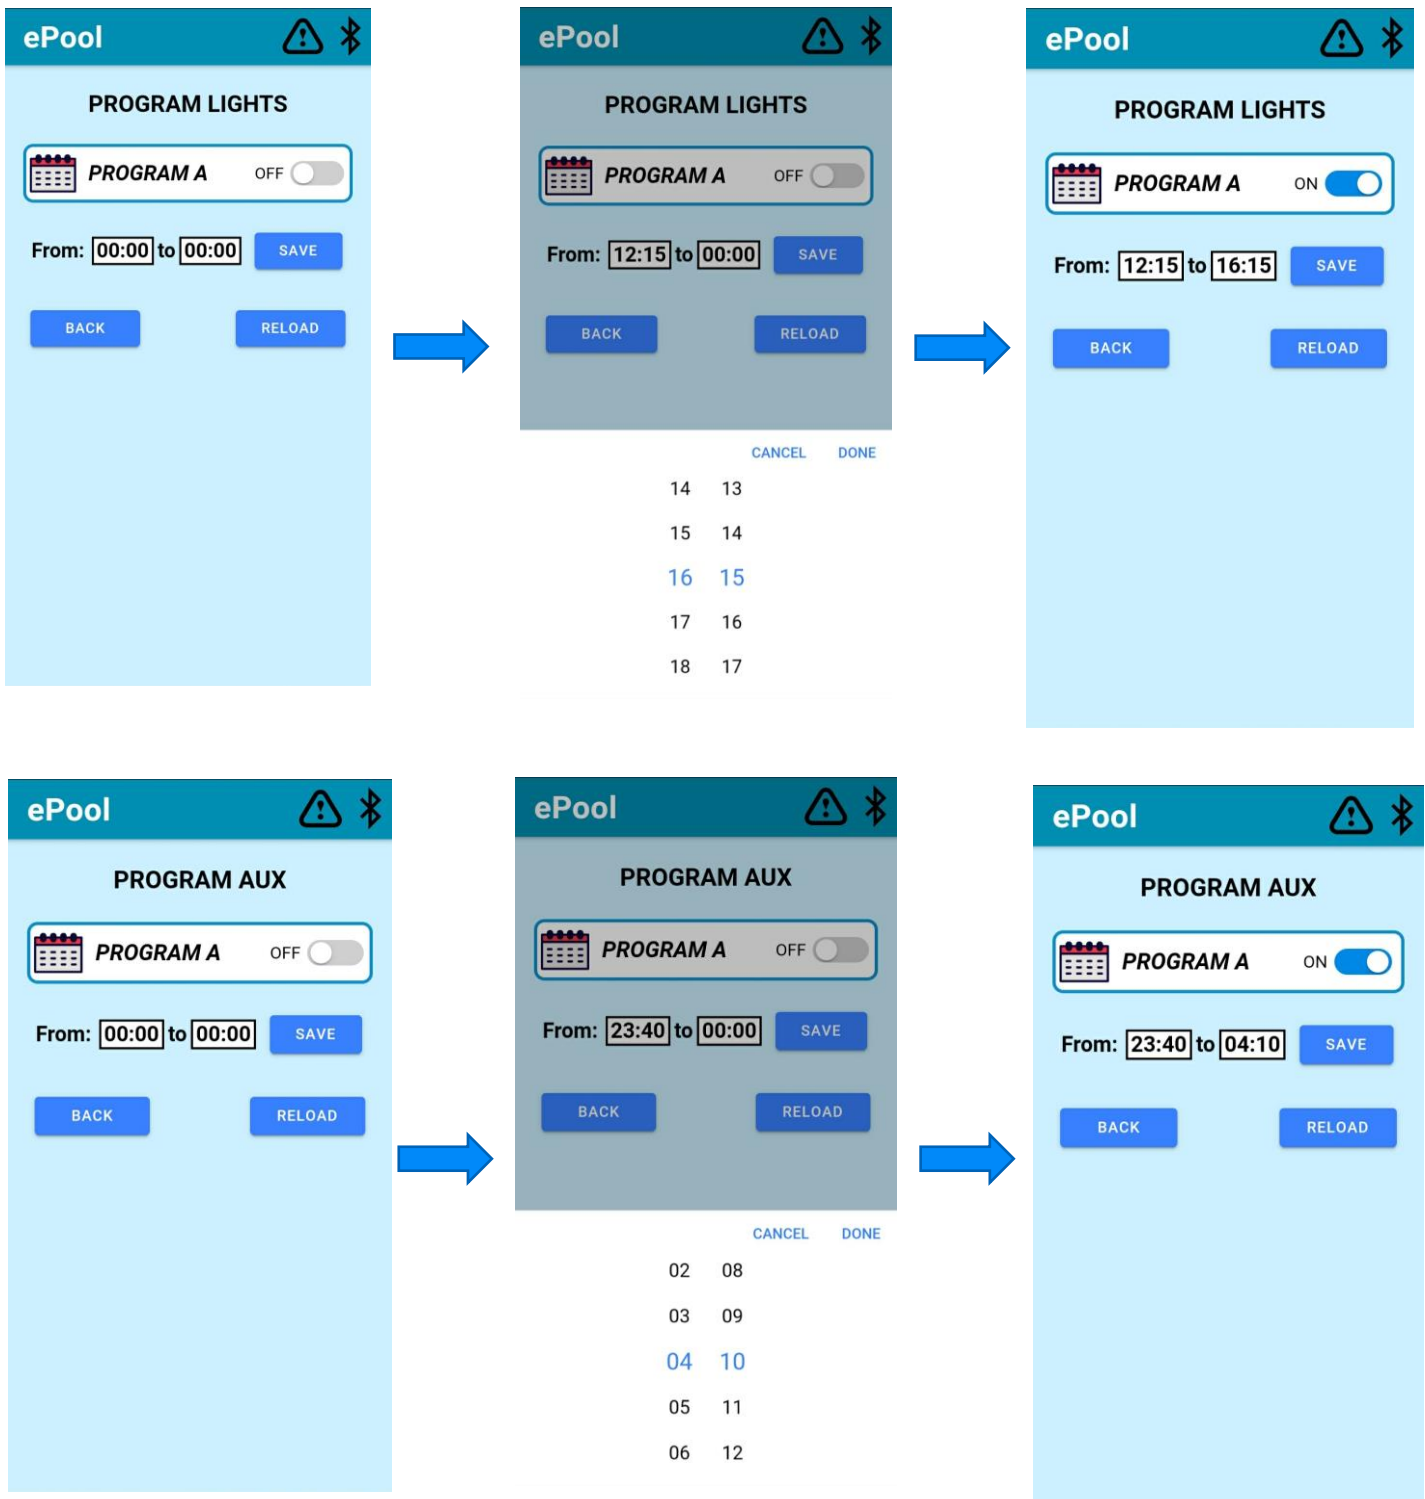 ePool
PROGRAM LIGHTS
PROGRAM A OFF
From: 00:00 to 00:00 SAVE
BACK RELOAD
ePool
PROGRAM LIGHTS
PROGRAM A OFF
From: 12:15 to 00:00 SAVE
BACK RELOAD
CANCEL DONE
14 13
15 14
16 15
17 16
18 17
ePool
PROGRAM LIGHTS
PROGRAM A ON
From: 12:15 to 16:15 SAVE
BACK RELOAD
ePool
PROGRAM AUX
PROGRAM A OFF
From: 00:00 to 00:00 SAVE
BACK RELOAD
ePool
PROGRAM AUX
PROGRAM A OFF
From: 23:40 to 00:00 SAVE
BACK RELOAD
CANCEL DONE
02 08
03 09
04 10
05 11
06 12
ePool
PROGRAM AUX
PROGRAM A ON
From: 23:40 to 04:10 SAVE
BACK RELOAD